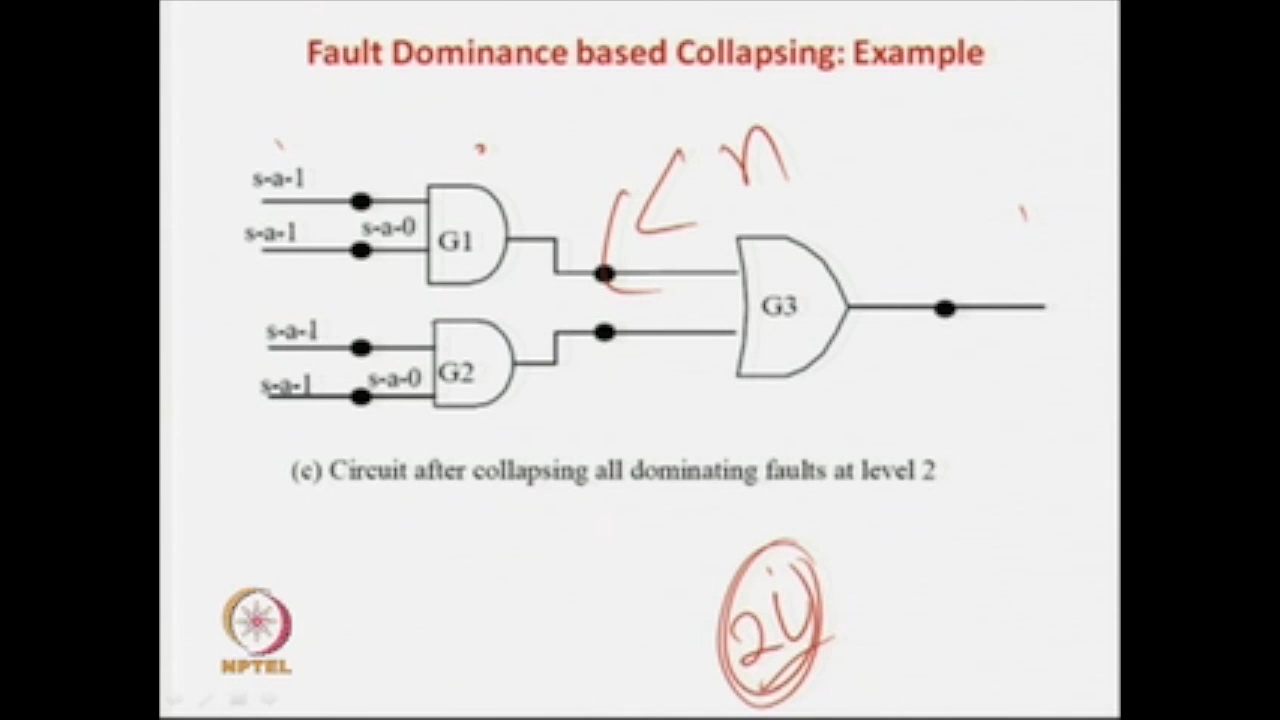 Fault Dominance based Collapsing: Example
n
s-a-1
s-a-1
s-a-0
G1
G3
s-a-1
s-a-1
s-a-0
G2
(c) Circuit after collapsing all dominating faults at level 2
2i
NPTEL